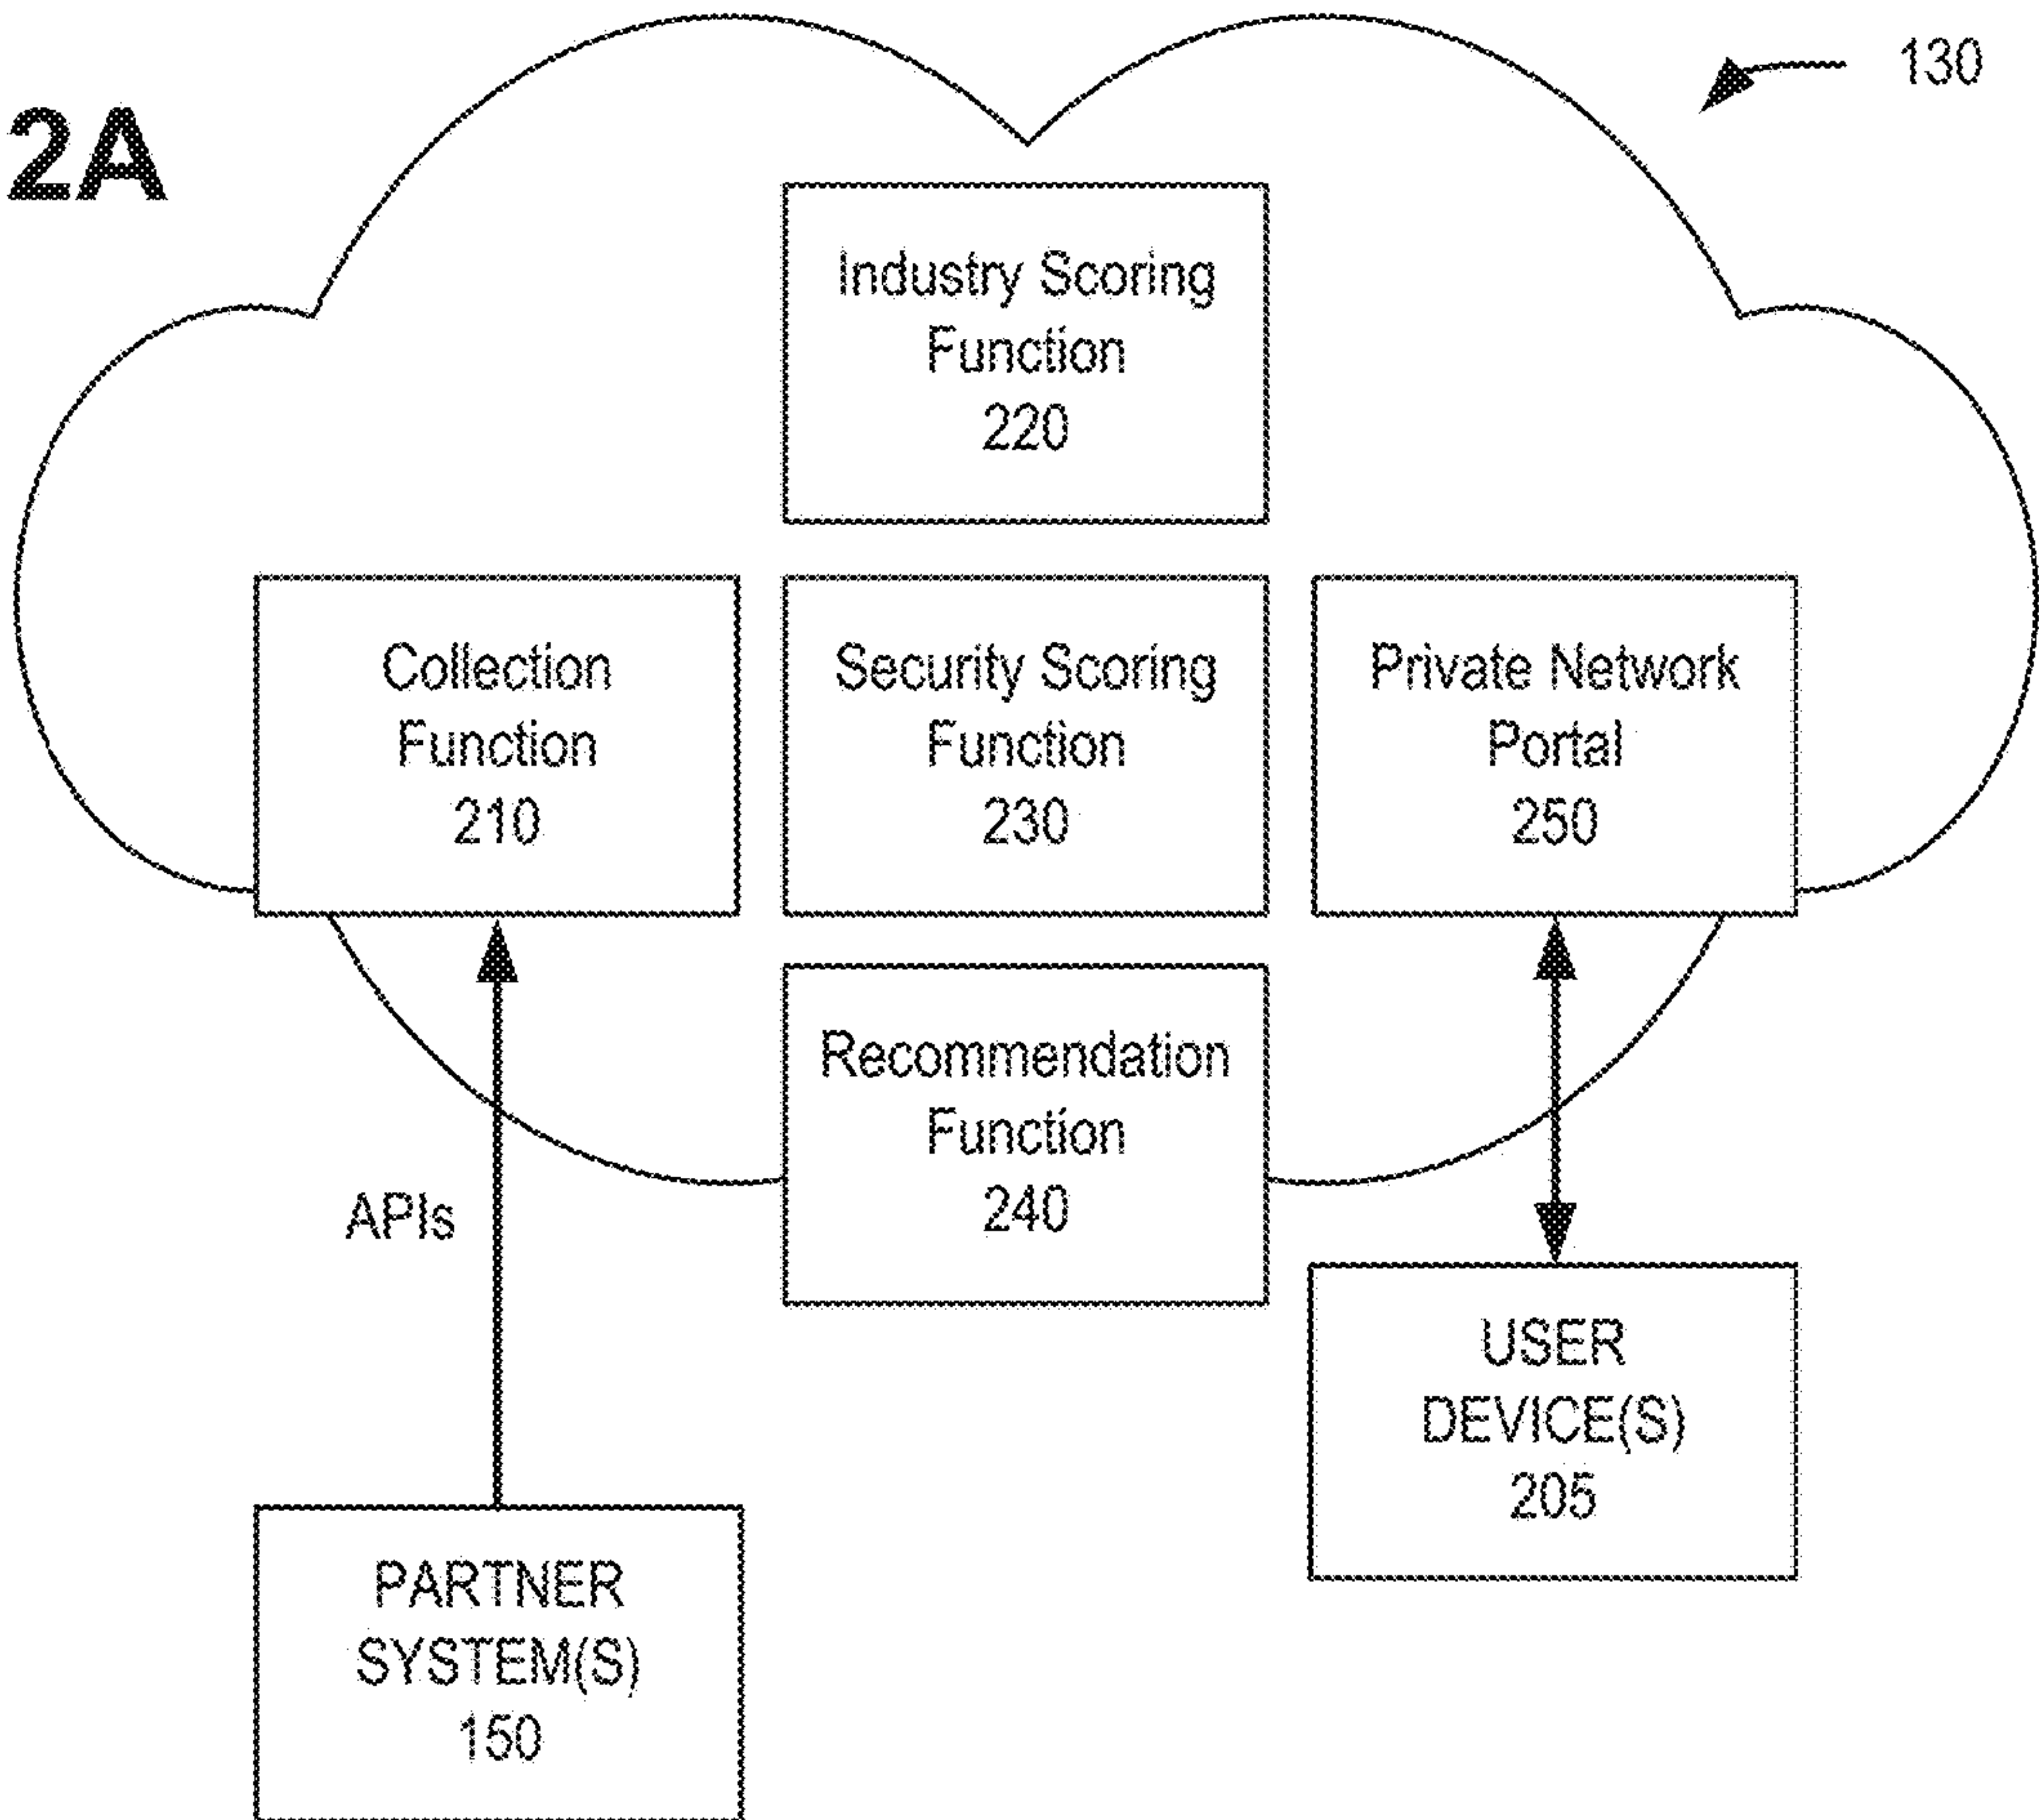 2A
130
Industry Scoring
Function
220
Collection
Function
210
Security Scoring
Function
230
Private Network
Portal
250
Recommendation
Function
240
APIs
USER
DEVICE(S)
205
PARTNER
SYSTEM(S)
150